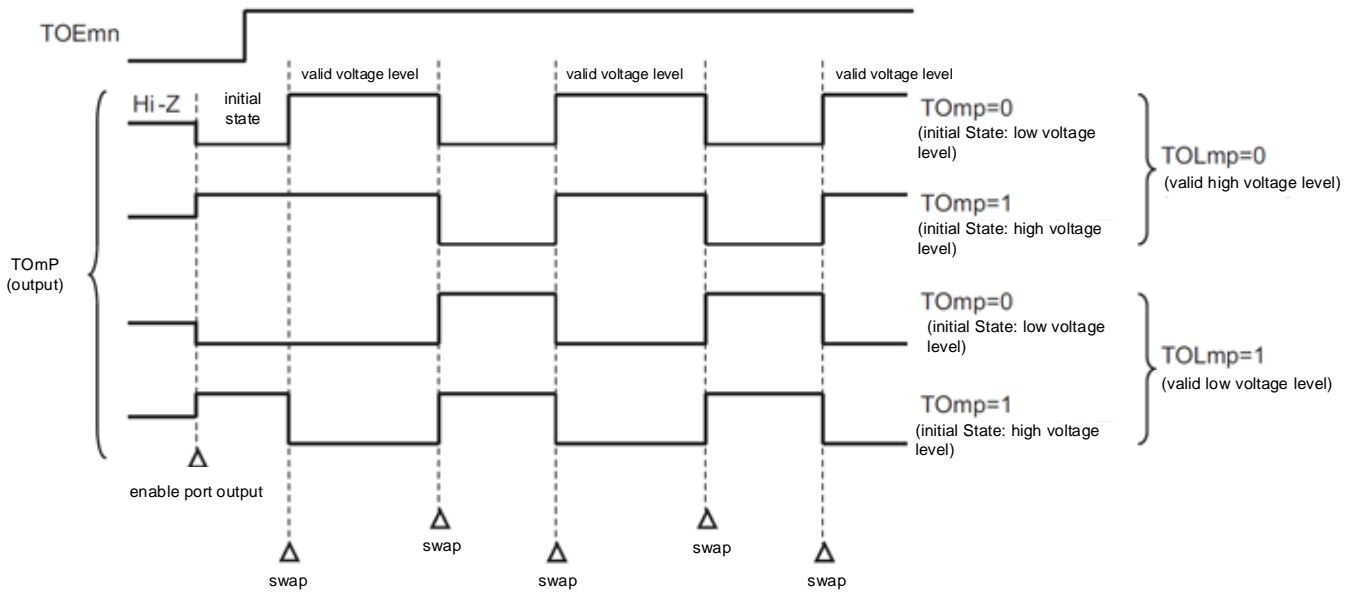 TOEmn
valid voltage level
valid voltage level
valid voltage level
Hi-Z
initial
state
TOmp=0
(initial State: low voltage
level)
TOLmp=0
(valid high voltage level)
TOmp=1
(initial State: high voltage
level)
TOmP
(output)
TOmp=0
(initial State: low voltage
level)
TOLmp=1
(valid low voltage level)
TOmp=1
(initial State: high voltage
level)
enable port output
swap
swap
swap
swap
swap